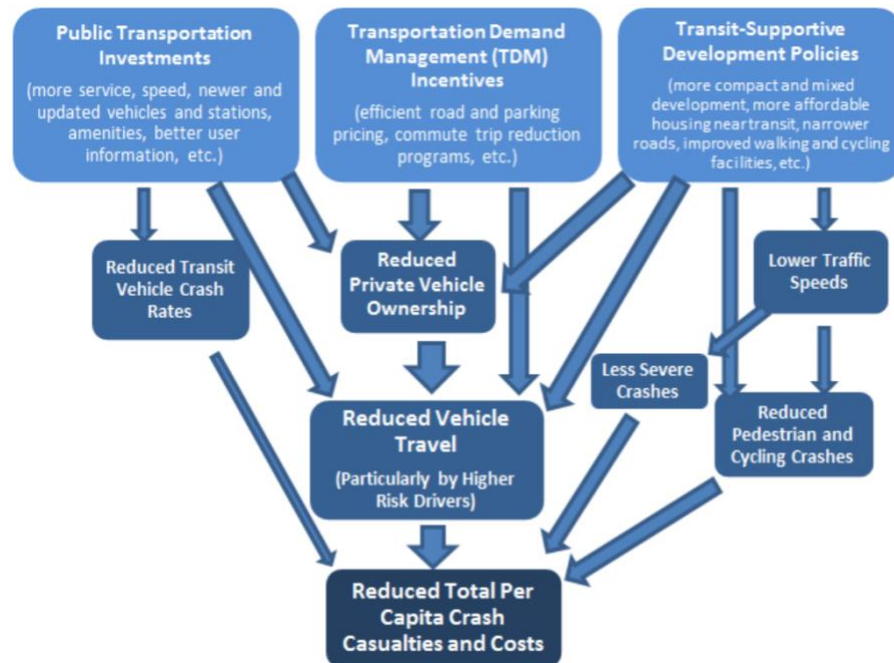 Public Transportation
Investments
(more service, speed, newer and
updated vehicles and stations,
amenities, better user
information, etc.)
Transportation Demand
Management (TDM)
Incentives
(efficient road and parking
pricing, commute trip reduction
programs, etc.)
Transit-Supportive
Development Policies
(more compact and mixed
development, more affordable
housing near transit, narrower
roads, improved walking and cycling
facilities, etc.)
Reduced Transit
Vehicle Crash
Rates
Reduced
Private Vehicle
Ownership
Lower Traffic
Speeds
Less Severe
Crashes
Reduced Vehicle
Travel
(Particularly by Higher
Risk Drivers)
Reduced
Pedestrian and
Cycling Crashes
Reduced Total Per
Capita Crash
Casualties and Costs